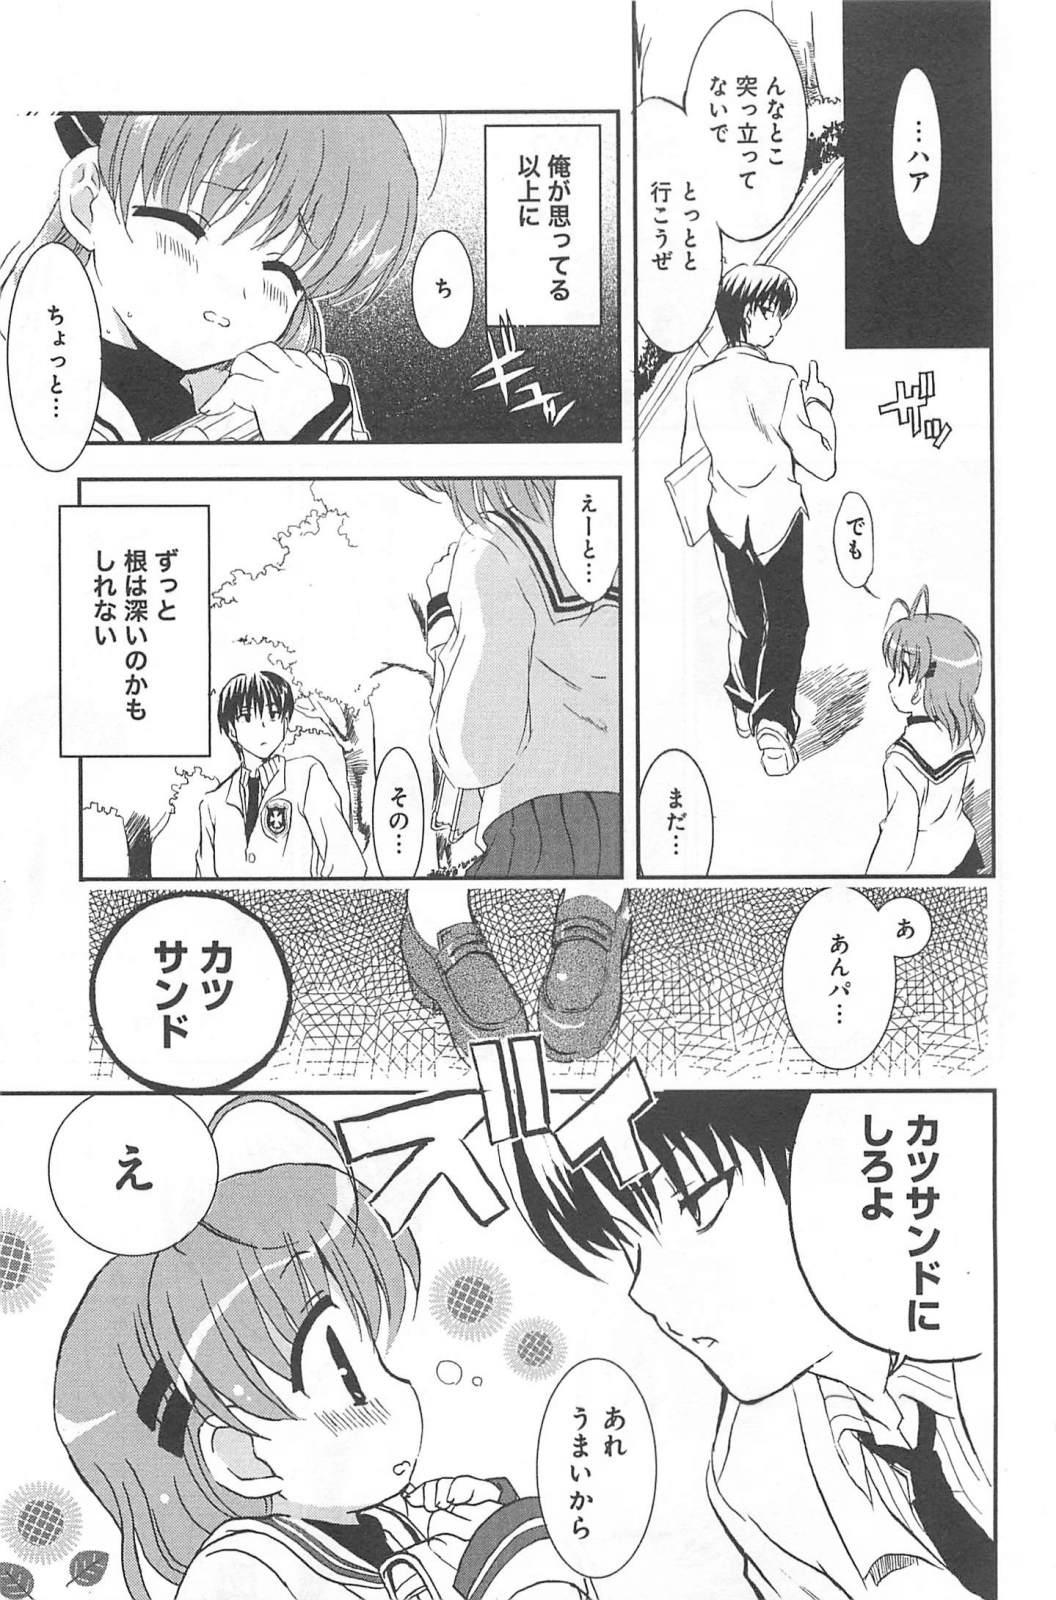 …ハア
んなとこ
突っ立って
ないで
とっとと
行こうぜ
ザッ
ザッ
でも
まだ…
俺が思ってる
以上に
ち
ギュッ
ちょっと…
えーと…
ずっと
根は深いのかも
しれない
その…
あ
あんパ…
カツ
サンド
カツサンドに
しろよ
ズイ
え
あれ
うまいから